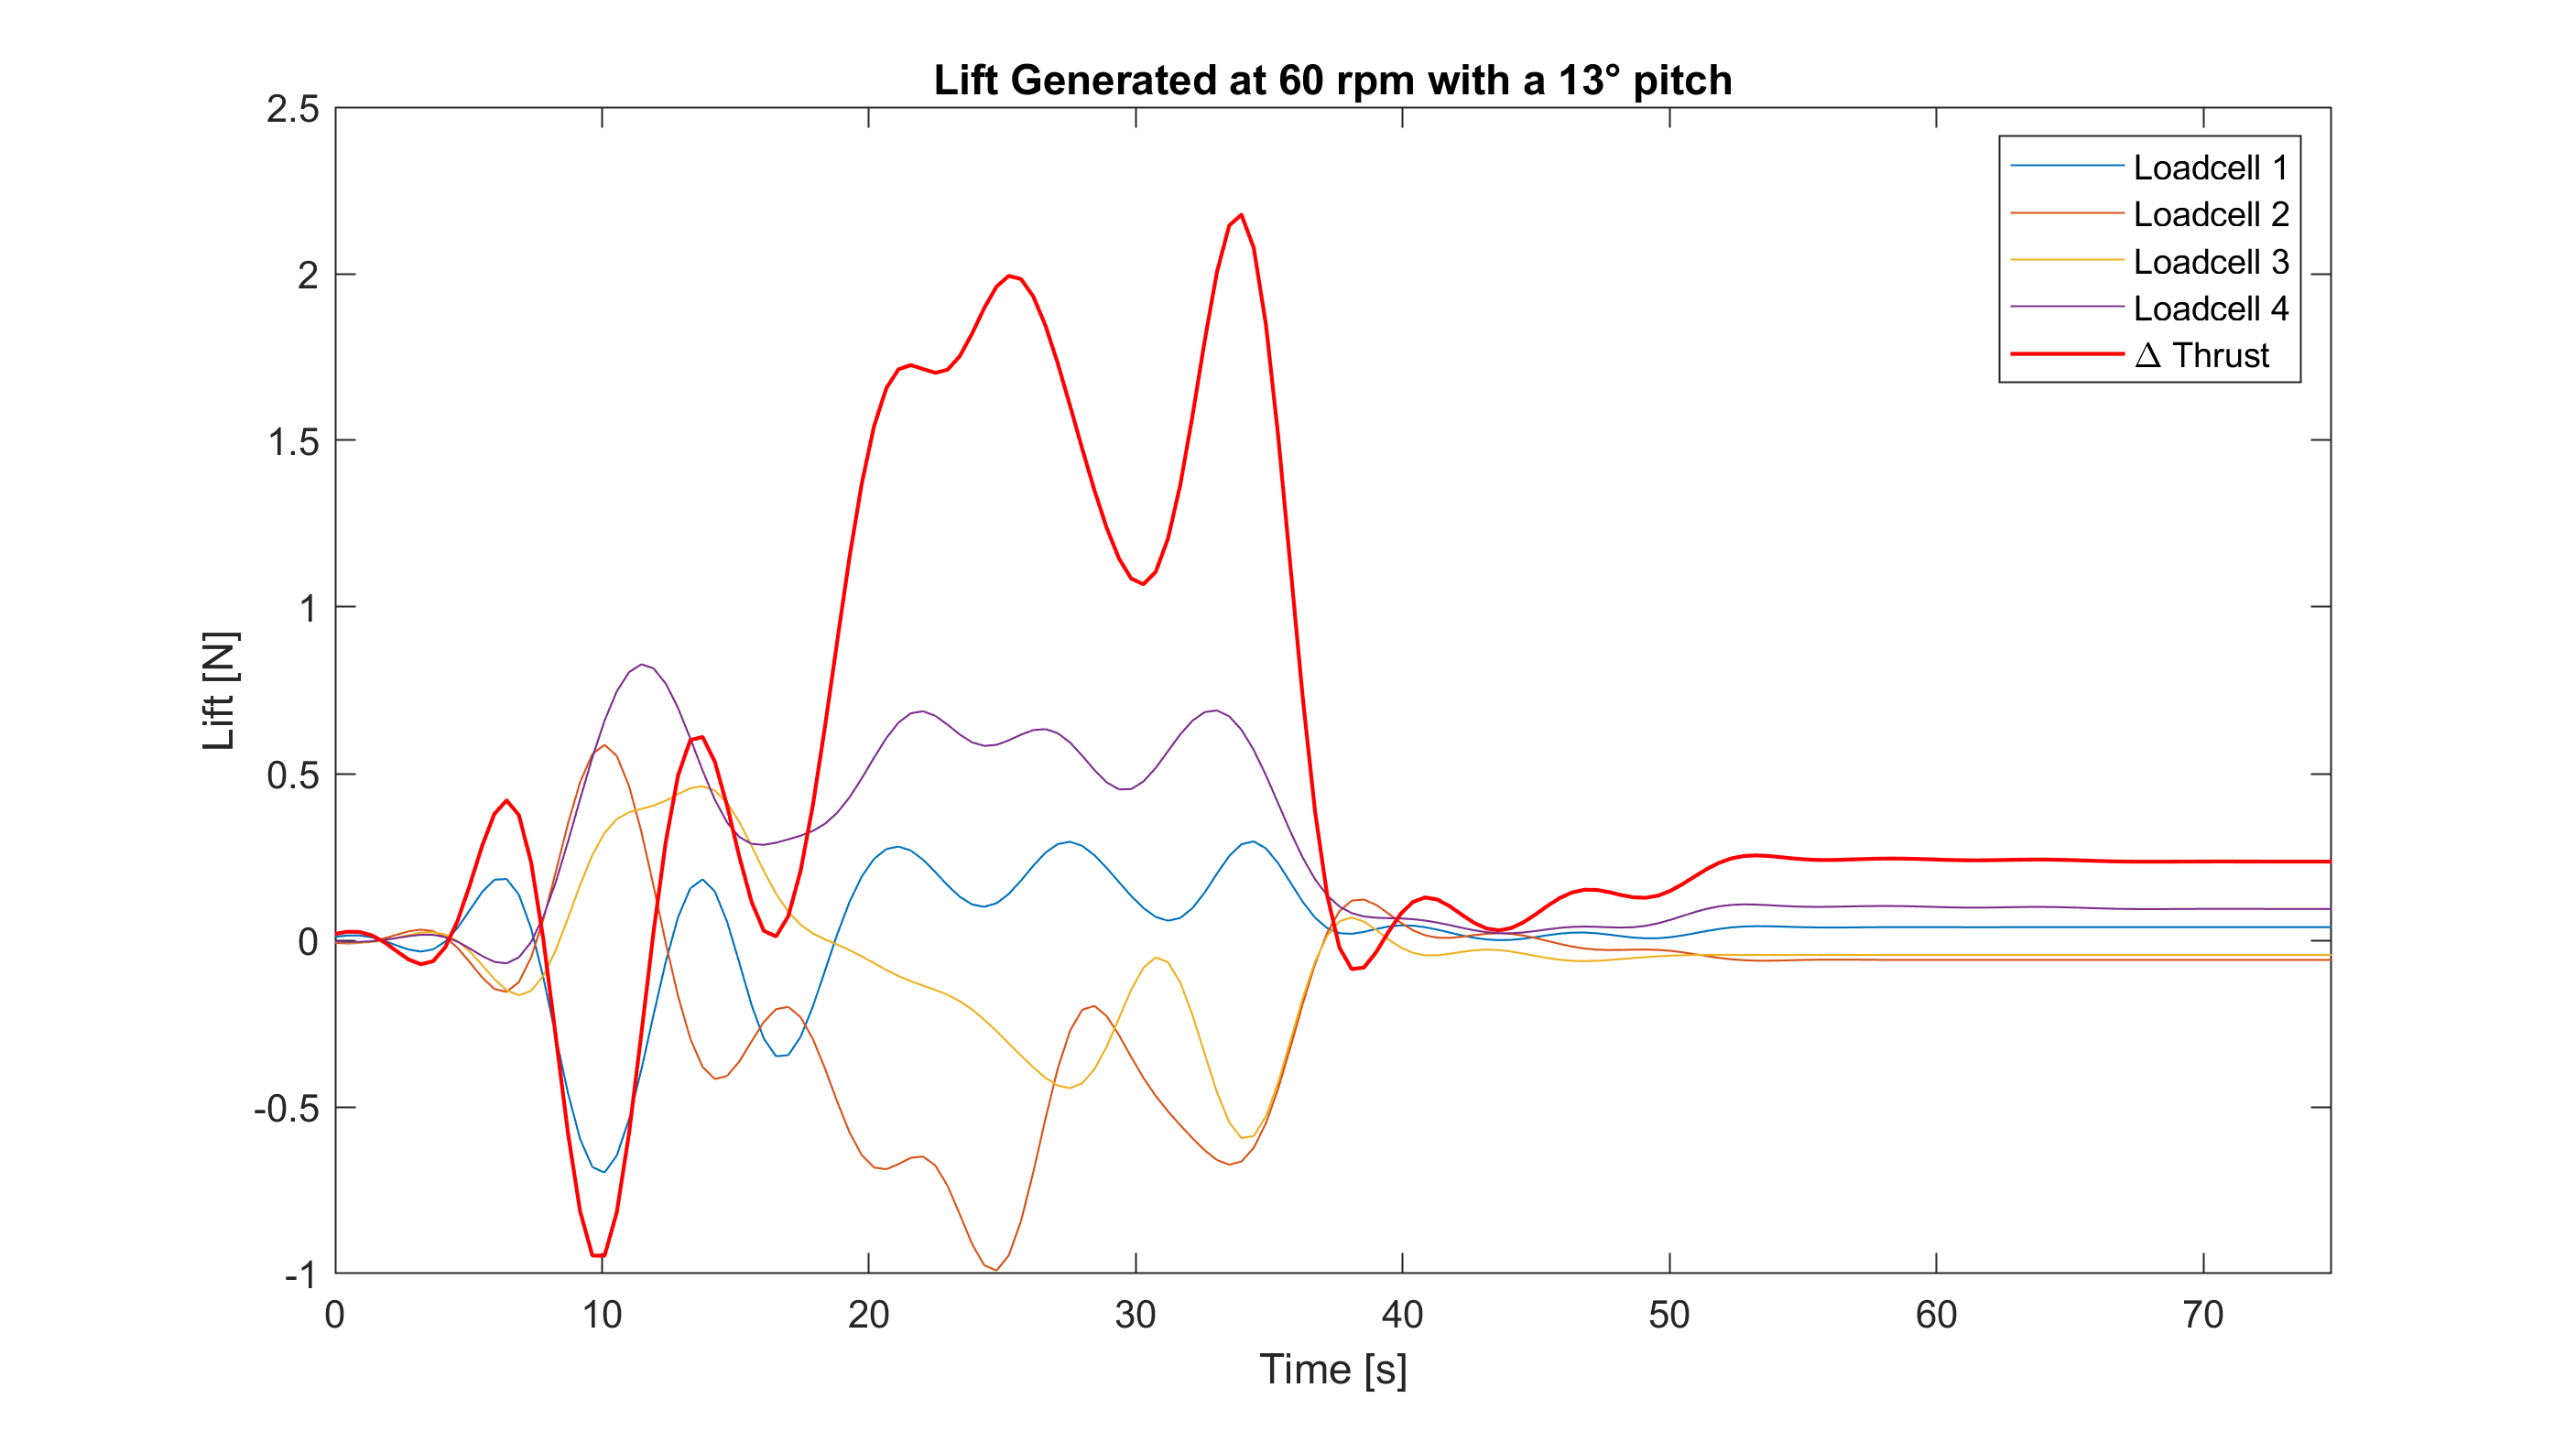 Lift Generated at 60 rpm with a 13° pitch
2.5
2
1.5
1
0.5
0
-0.5
-1
Lift [N]
0 10 20 30 40 50 60 70
Time [s]
Loadcell 1
Loadcell 2
Loadcell 3
Loadcell 4
Δ Thrust